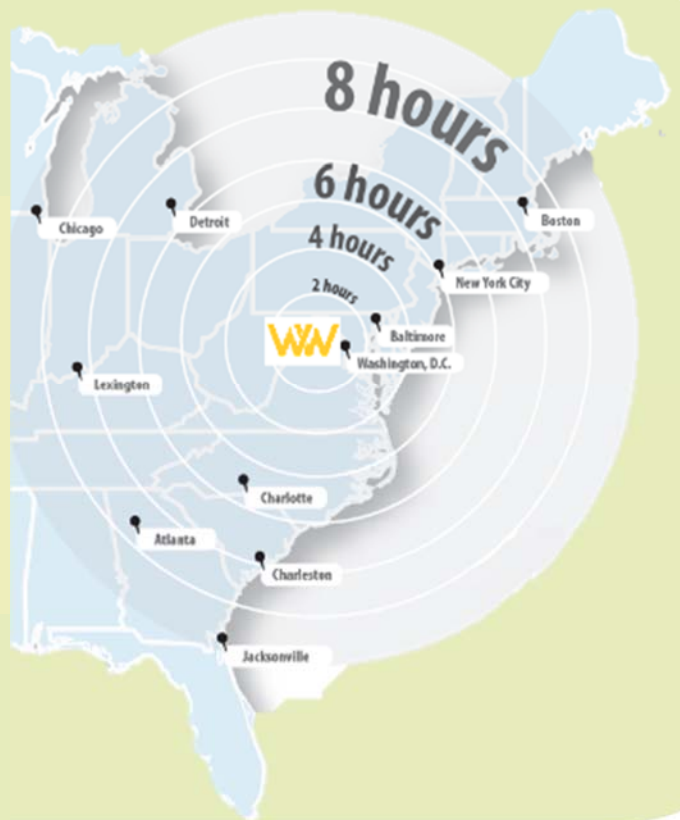 8 hours
6 hours
4 hours
2 hours
Chicago
Detroit
Boston
New York City
WW
Baltimore
Washington, D.C.
Lexington
Charlotte
Atlanta
Charleston
Jacksonville